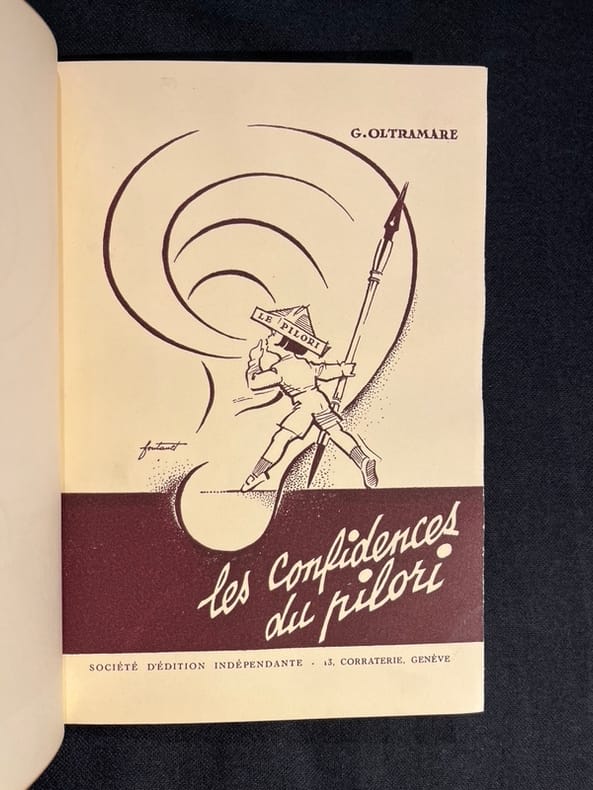 G. OLTRAMARE
LE PILORI
fontanet
les confidences
du pilori
SOCIÉTÉ D'ÉDITION INDÉPENDANTE - 13, CORRATERIE, GENÈVE